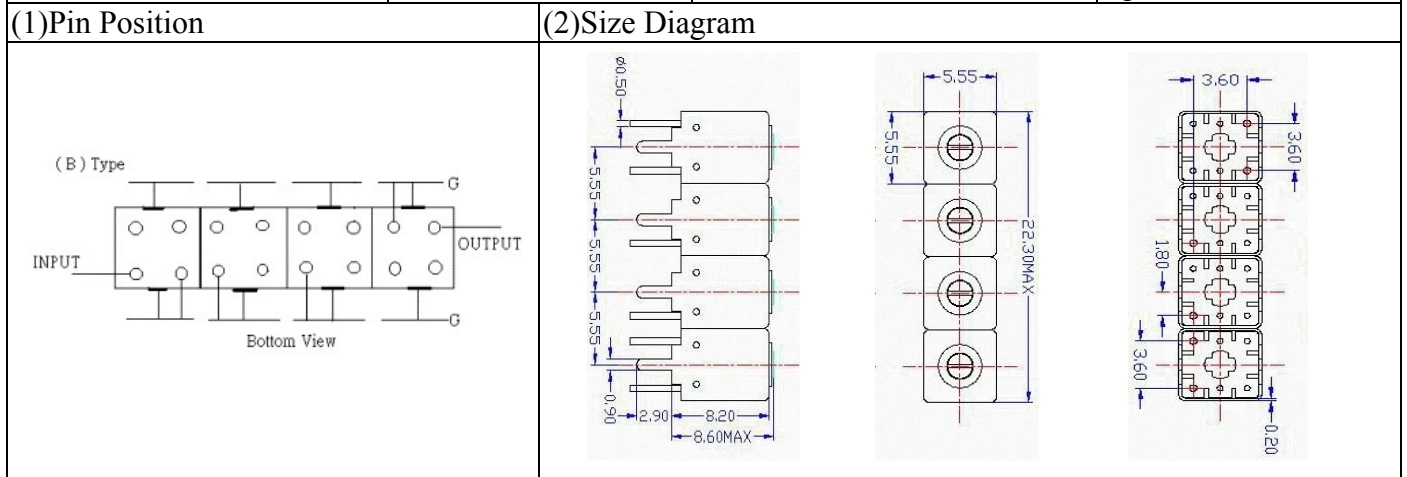 (1)Pin Position
(2)Size Diagram
( B ) Type
G
OUTPUT
INPUT
G
Bottom View
ø0.50
5.55
5.55
5.55
0.90
2.90
8.20
8.60MAX
5.55
5.55
22.30MAX
3.60
3.60
1.80
3.60
0.20